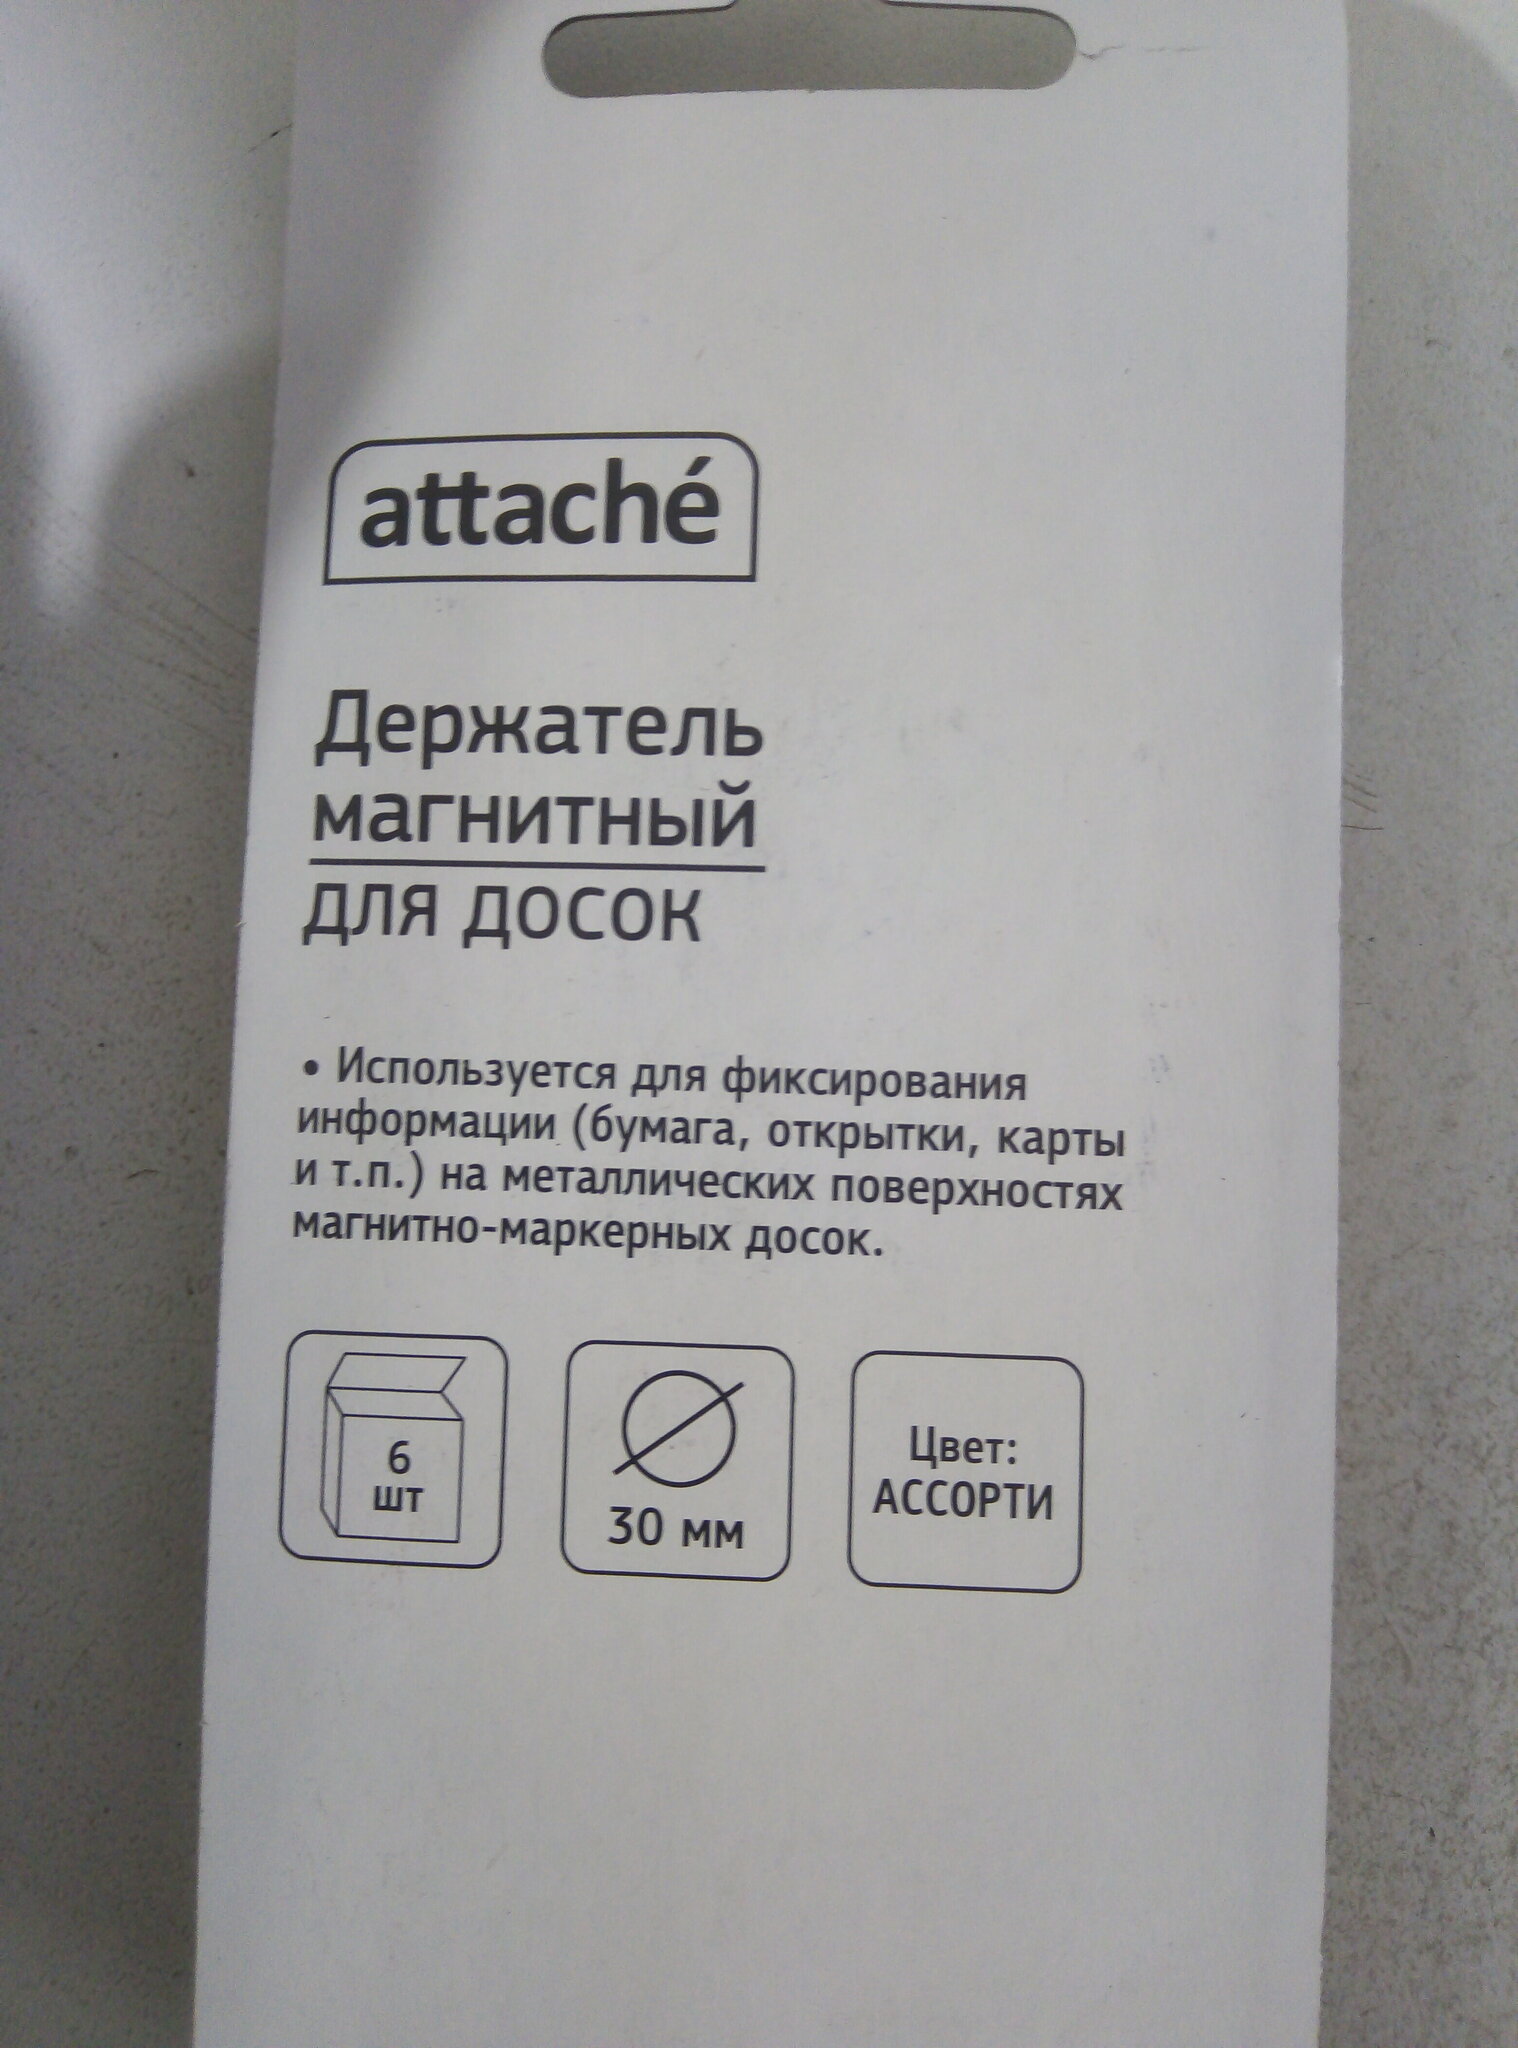 attaché
Держатель
магнитный
для досок
• Используется для фиксирования
информации (бумага, открытки, карты
и т.п.) на металлических поверхностях
магнитно-маркерных досок.
6
шт
30 мм
Цвет:
АССОРТИ